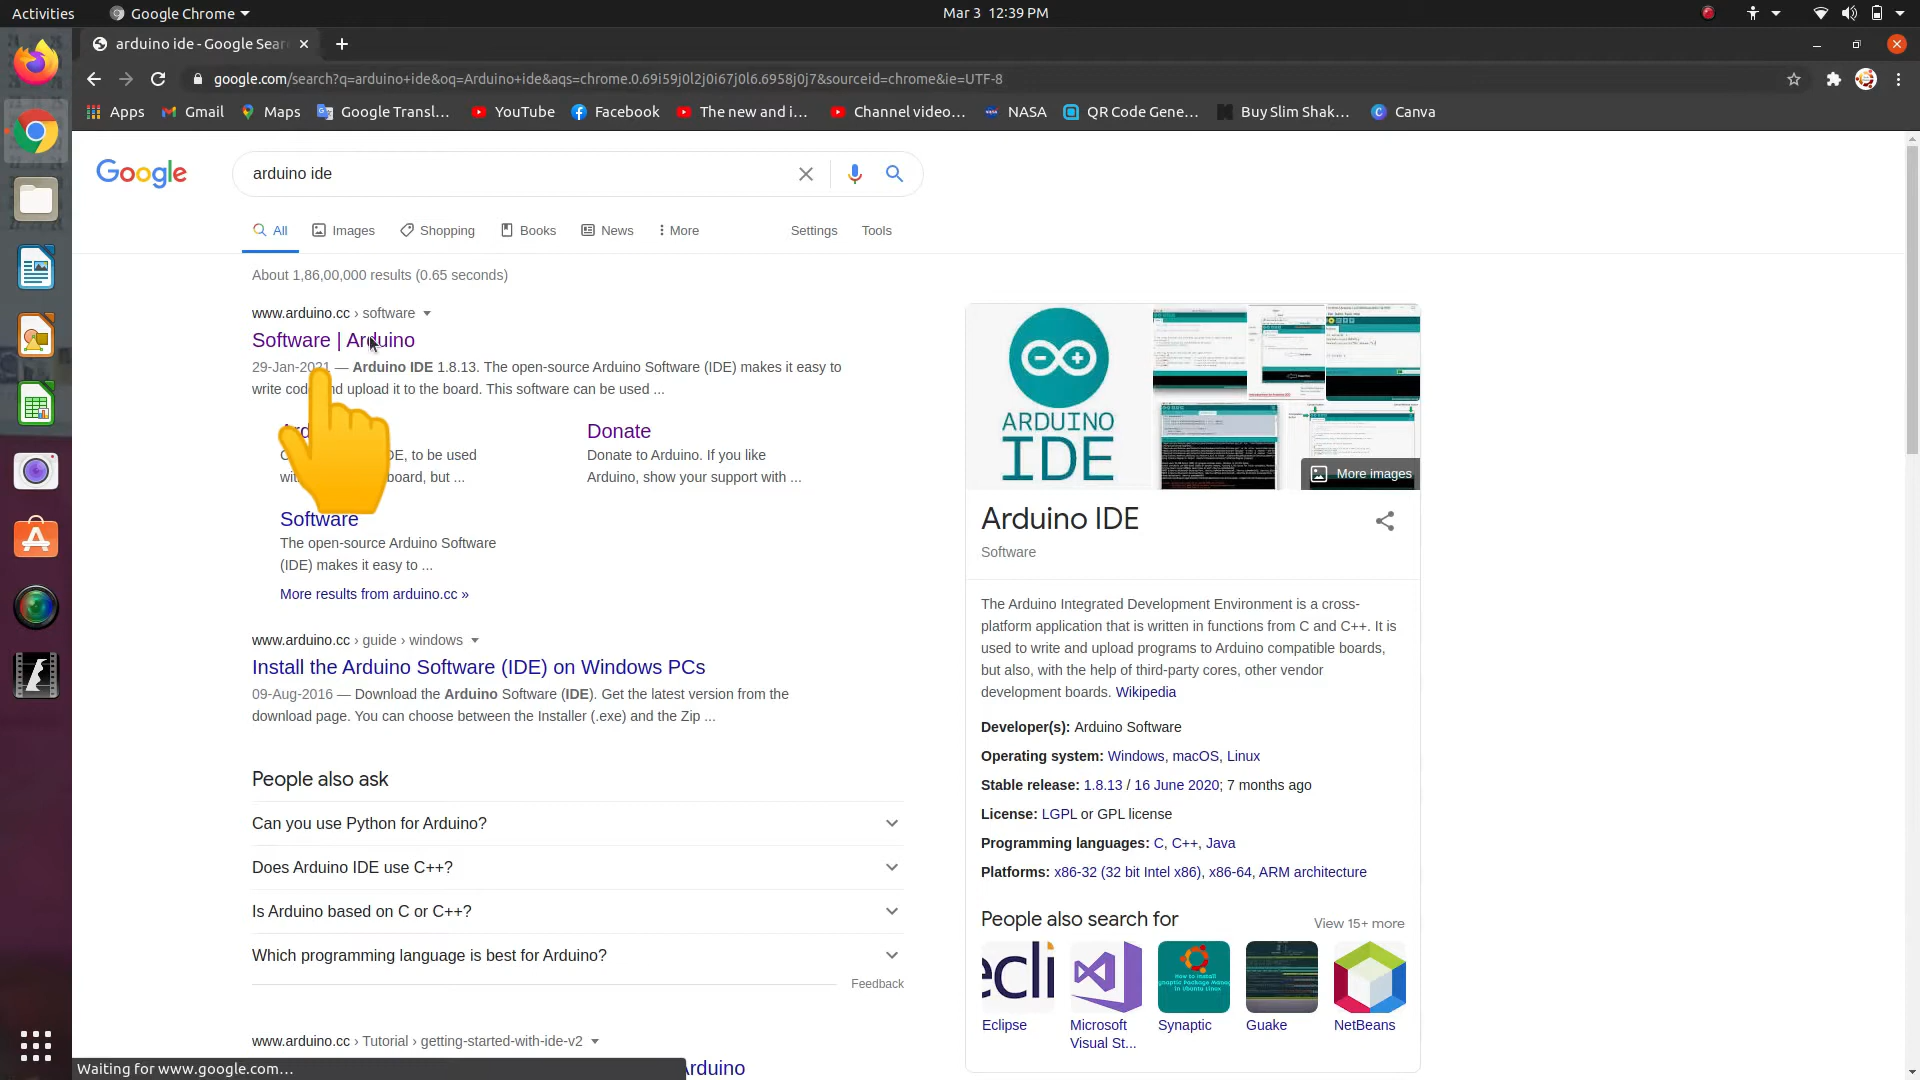 Activities
Google Chrome
Mar 3 12:39 PM
arduino ide - Google Sear
google.com/search?q=arduino+ide&oq=Arduino+ide&aqs=chrome.0.69i59j0l2j0i67j0l6.6958j0j7&sourceid=chrome&ie=UTF-8
Apps
Gmail
Maps
Google Transl...
YouTube
Facebook
The new and i...
Channel video...
NASA
QR Code Gene...
Buy Slim Shak...
Canva
Google
arduino ide
All
Images
Shopping
Books
News
More
Settings
Tools
About 1,86,00,000 results (0.65 seconds)
www.arduino.cc › software
Software | Arduino
29-Jan-2021 — Arduino IDE 1.8.13. The open-source Arduino Software (IDE) makes it easy to
write code and upload it to the board. This software can be used ...
DE, to be used
board, but ...
Donate
Donate to Arduino. If you like
Arduino, show your support with ...
Software
The open-source Arduino Software
(IDE) makes it easy to ...
More results from arduino.cc »
www.arduino.cc › guide › windows
Install the Arduino Software (IDE) on Windows PCs
09-Aug-2016 — Download the Arduino Software (IDE). Get the latest version from the
download page. You can choose between the Installer (.exe) and the Zip ...
People also ask
Can you use Python for Arduino?
Does Arduino IDE use C++?
Is Arduino based on C or C++?
Which programming language is best for Arduino?
Feedback
www.arduino.cc › Tutorial › getting-started-with-ide-v2
Arduino
Waiting for www.google.com...
ARDUINO
IDE
More images
Arduino IDE
Software
The Arduino Integrated Development Environment is a cross-
platform application that is written in functions from C and C++. It is
used to write and upload programs to Arduino compatible boards,
but also, with the help of third-party cores, other vendor
development boards. Wikipedia
Developer(s): Arduino Software
Operating system: Windows, macOS, Linux
Stable release: 1.8.13 / 16 June 2020; 7 months ago
License: LGPL or GPL license
Programming languages: C, C++, Java
Platforms: x86-32 (32 bit Intel x86), x86-64, ARM architecture
People also search for
View 15+ more
ecli
How to install
ynaptic Package Manag
in Ubuntu Linux
Eclipse
Microsoft
Visual St...
Synaptic
Guake
NetBeans